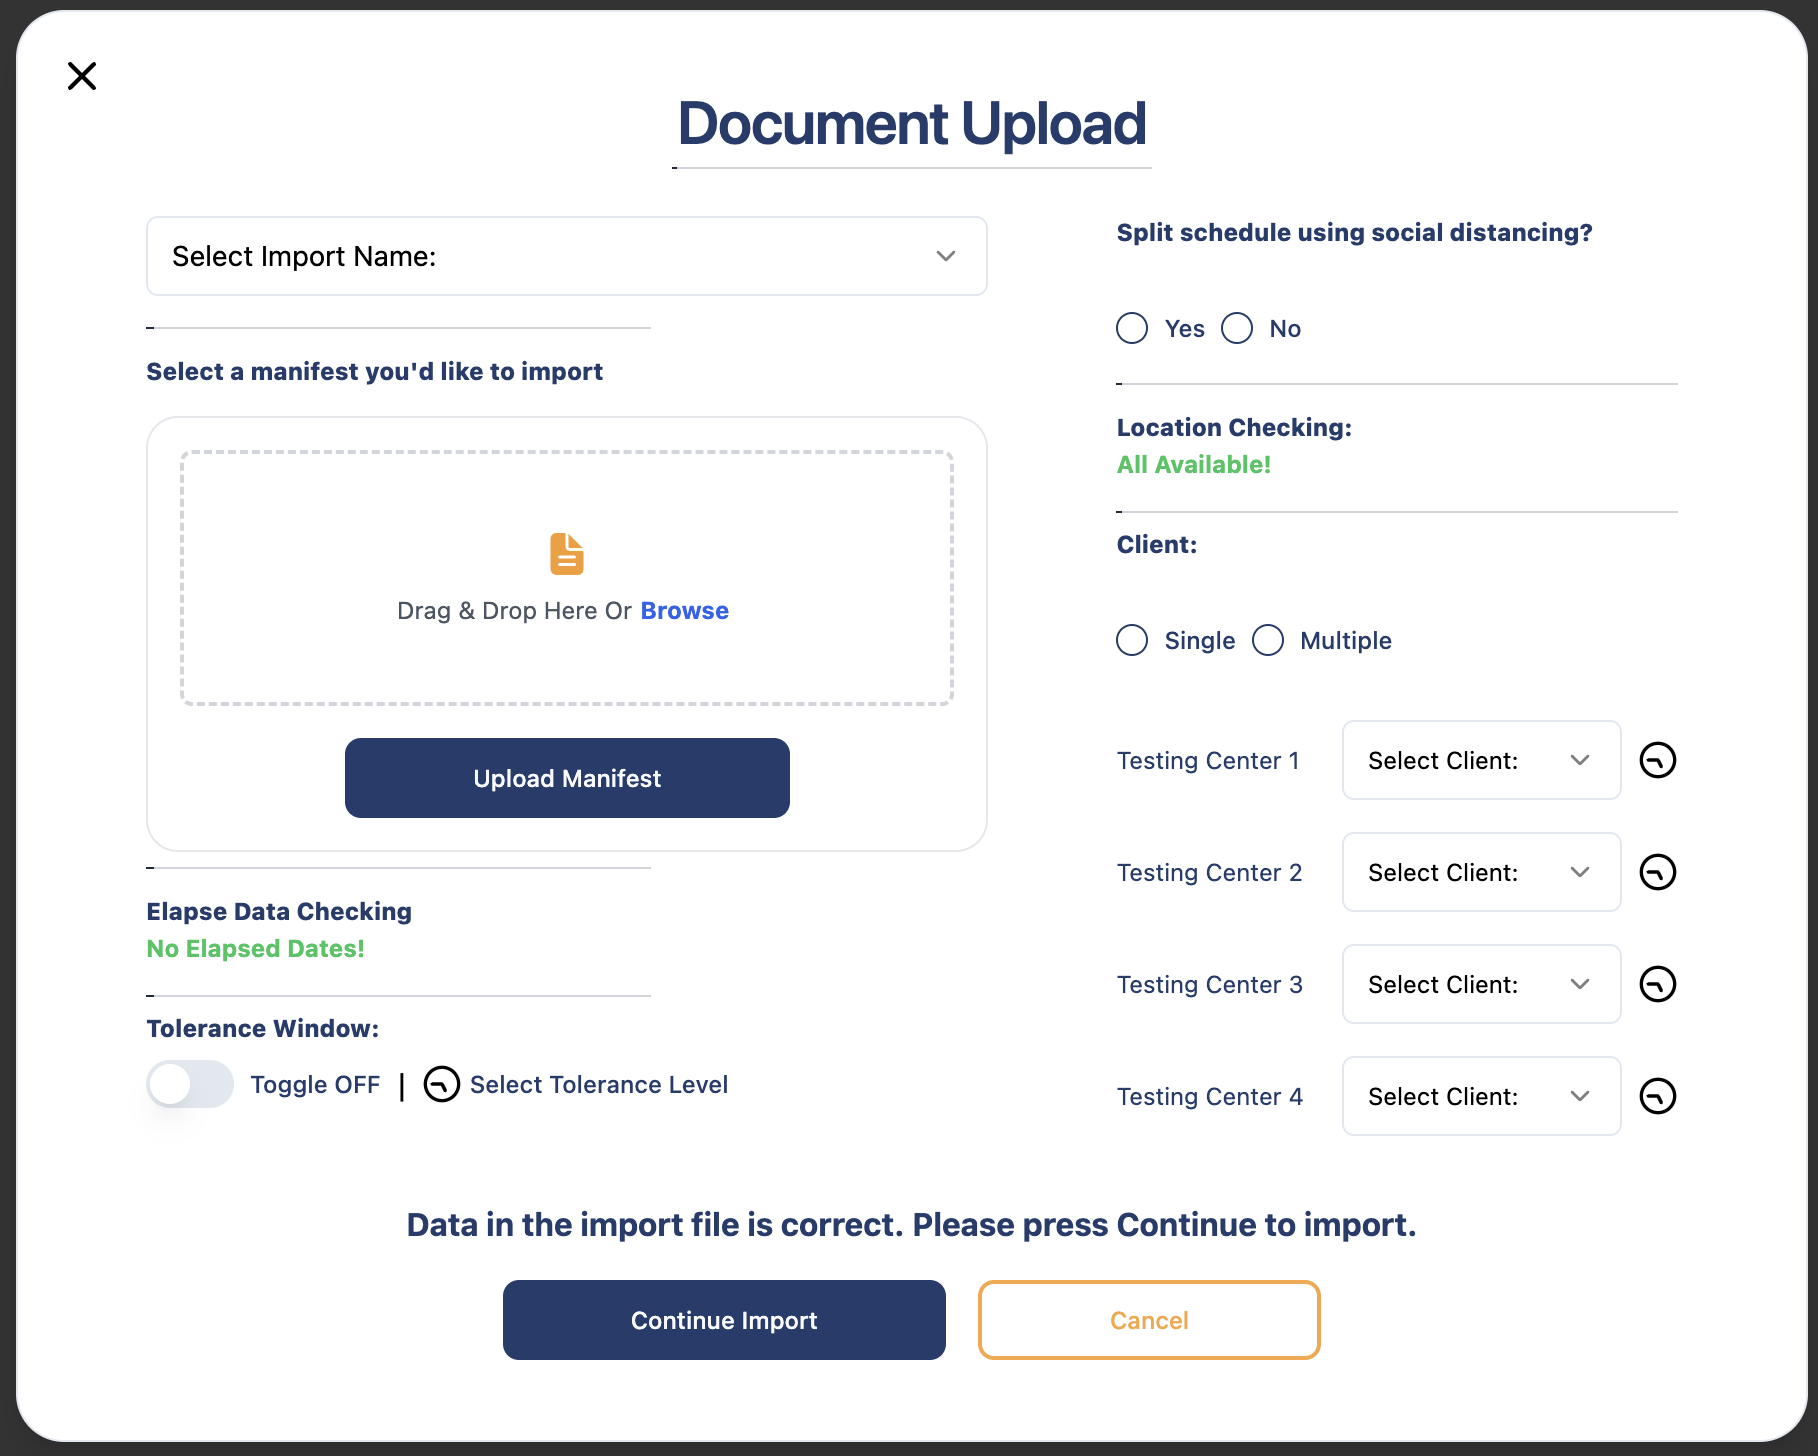 Document Upload
Select Import Name:
Select a manifest you'd like to import
Drag & Drop Here Or Browse
Upload Manifest
Elapse Data Checking
No Elapsed Dates!
Tolerance Window:
Toggle OFF | Select Tolerance Level
Split schedule using social distancing?
Yes No
Location Checking:
All Available!
Client:
Single Multiple
Testing Center 1 Select Client:
Testing Center 2 Select Client:
Testing Center 3 Select Client:
Testing Center 4 Select Client:
Data in the import file is correct. Please press Continue to import.
Continue Import Cancel